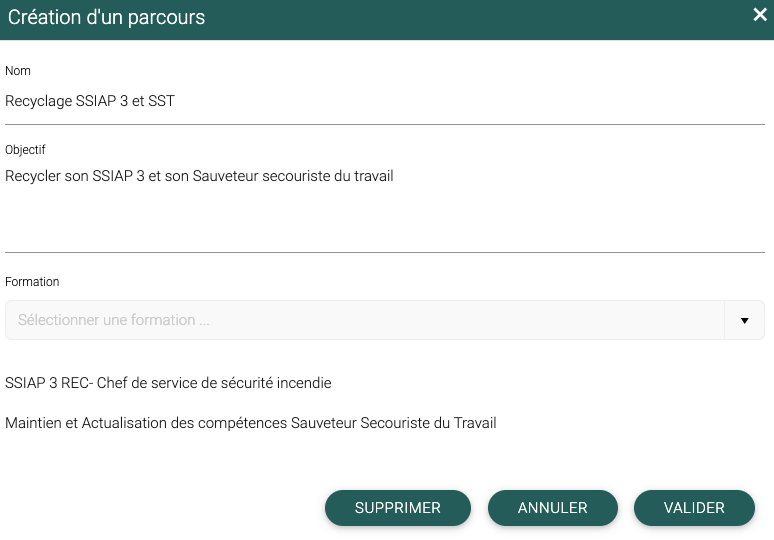 Création d'un parcours
Nom
Recyclage SSIAP 3 et SST
Objectif
Recycler son SSIAP 3 et son Sauveteur secouriste du travail
Formation
Sélectionner une formation ...
SSIAP 3 REC- Chef de service de sécurité incendie
Maintien et Actualisation des compétences Sauveteur Secouriste du Travail
SUPPRIMER ANNULER VALIDER